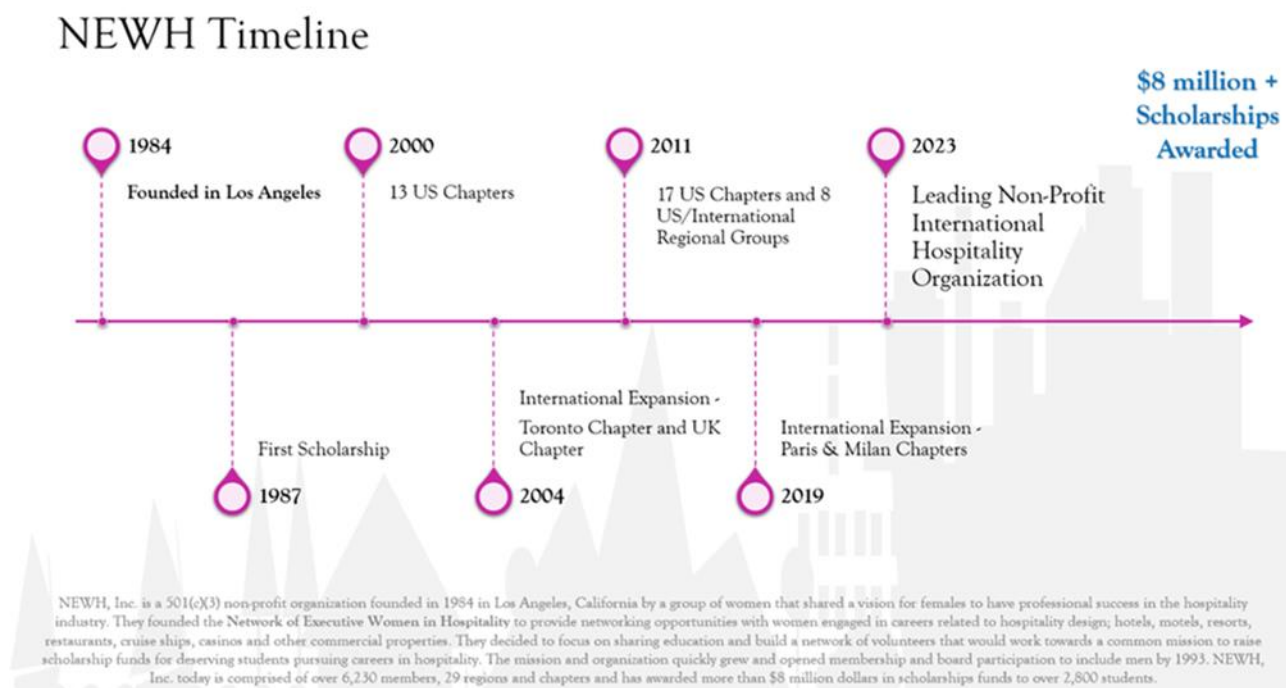 NEWH Timeline
$8 million +
Scholarships
Awarded
1984
Founded in Los Angeles
2000
13 US Chapters
2011
17 US Chapters and 8
US/International
Regional Groups
2023
Leading Non-Profit
International
Hospitality
Organization
First Scholarship
1987
International Expansion -
Toronto Chapter and UK
Chapter
2004
International Expansion -
Paris & Milan Chapters
2019
NEWH, Inc. is a 501(c)(3) non-profit organization founded in 1984 in Los Angeles, California by a group of women that shared a vision for females to have professional success in the hospitality
industry. They founded the Network of Executive Women in Hospitality to provide networking opportunities with women engaged in careers related to hospitality design; hotels, motels, resorts,
restaurants, cruise ships, casinos and other commercial properties. They decided to focus on sharing education and build a network of volunteers that would work towards a common mission to raise
scholarship funds for deserving students pursuing careers in hospitality. The mission and organization quickly grew and opened membership and board participation to include men by 1993. NEWH,
Inc. today is comprised of over 6,230 members, 29 regions and chapters and has awarded more than $8 million dollars in scholarships funds to over 2,800 students.